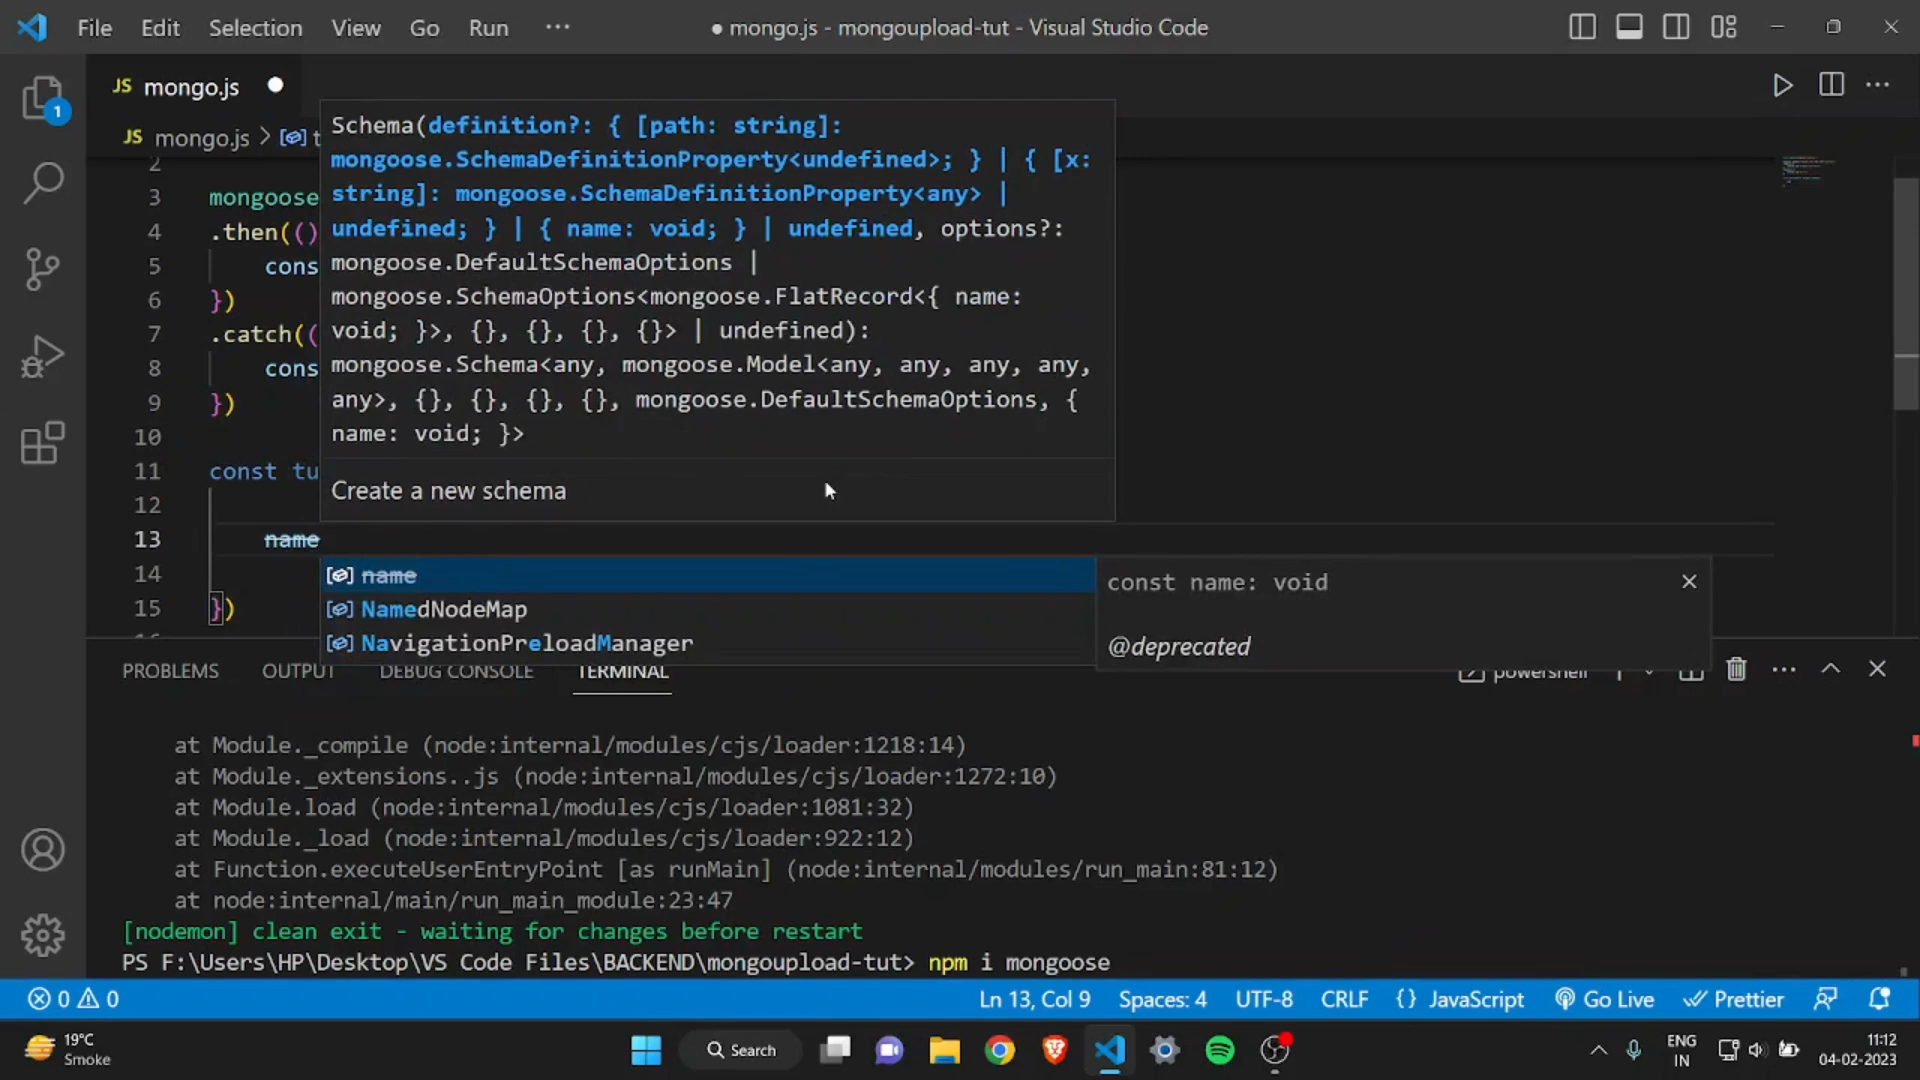 File Edit Selection View Go Run ···
● mongo.js - mongoupload-tut - Visual Studio Code
JS mongo.js ●
JS mongo.js > t
1
2
3 mongoose
4 .then(()
5 cons
6 })
7 .catch((
8 cons
9 })
10
11 const tu
12
13 name
14
15 })
Schema(definition?: { [path: string]:
mongoose.SchemaDefinitionProperty<undefined>; } | { [x:
string]: mongoose.SchemaDefinitionProperty<any> |
undefined; } | { name: void; } | undefined, options?:
mongoose.DefaultSchemaOptions |
mongoose.SchemaOptions<mongoose.FlatRecord<{ name:
void; }>, {}, {}, {}, {}> | undefined):
mongoose.Schema<any, mongoose.Model<any, any, any, any,
any>, {}, {}, {}, {}, mongoose.DefaultSchemaOptions, {
name: void; }>
Create a new schema
name
NamedNodeMap
NavigationPreloadManager
const name: void
@deprecated
PROBLEMS OUTPUT DEBUG CONSOLE TERMINAL
powershell
at Module._compile (node:internal/modules/cjs/loader:1218:14)
at Module._extensions..js (node:internal/modules/cjs/loader:1272:10)
at Module.load (node:internal/modules/cjs/loader:1081:32)
at Module._load (node:internal/modules/cjs/loader:922:12)
at Function.executeUserEntryPoint [as runMain] (node:internal/modules/run_main:81:12)
at node:internal/main/run_main_module:23:47
[nodemon] clean exit - waiting for changes before restart
PS F:\Users\HP\Desktop\VS Code Files\BACKEND\mongoupload-tut> npm i mongoose
0 0 Ln 13, Col 9 Spaces: 4 UTF-8 CRLF {} JavaScript Go Live Prettier
19°C
Smoke
Search
ENG
IN
11:12
04-02-2023